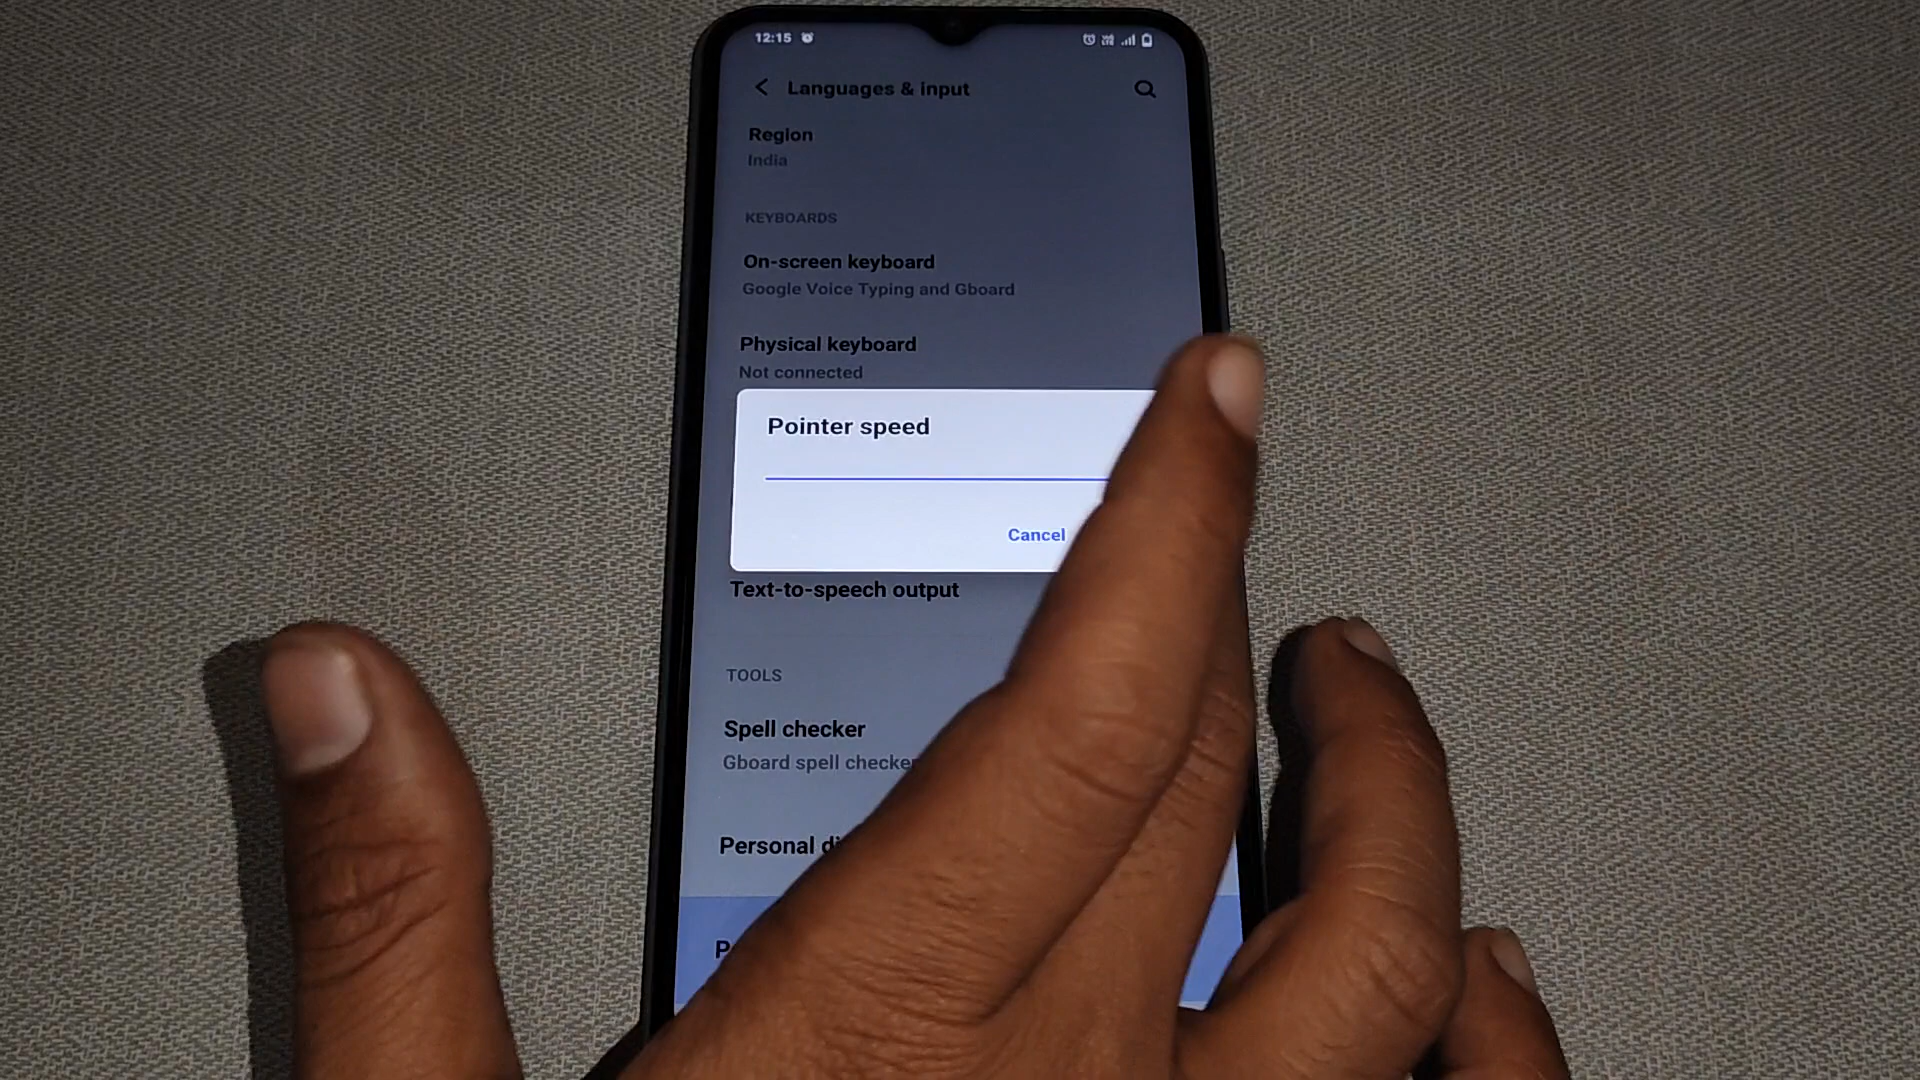 12:15
Languages & input
Region
India
KEYBOARDS
On-screen keyboard
Google Voice Typing and Gboard
Physical keyboard
Not connected
Pointer speed
Cancel
Text-to-speech output
TOOLS
Spell checker
Gboard spell checker
Personal